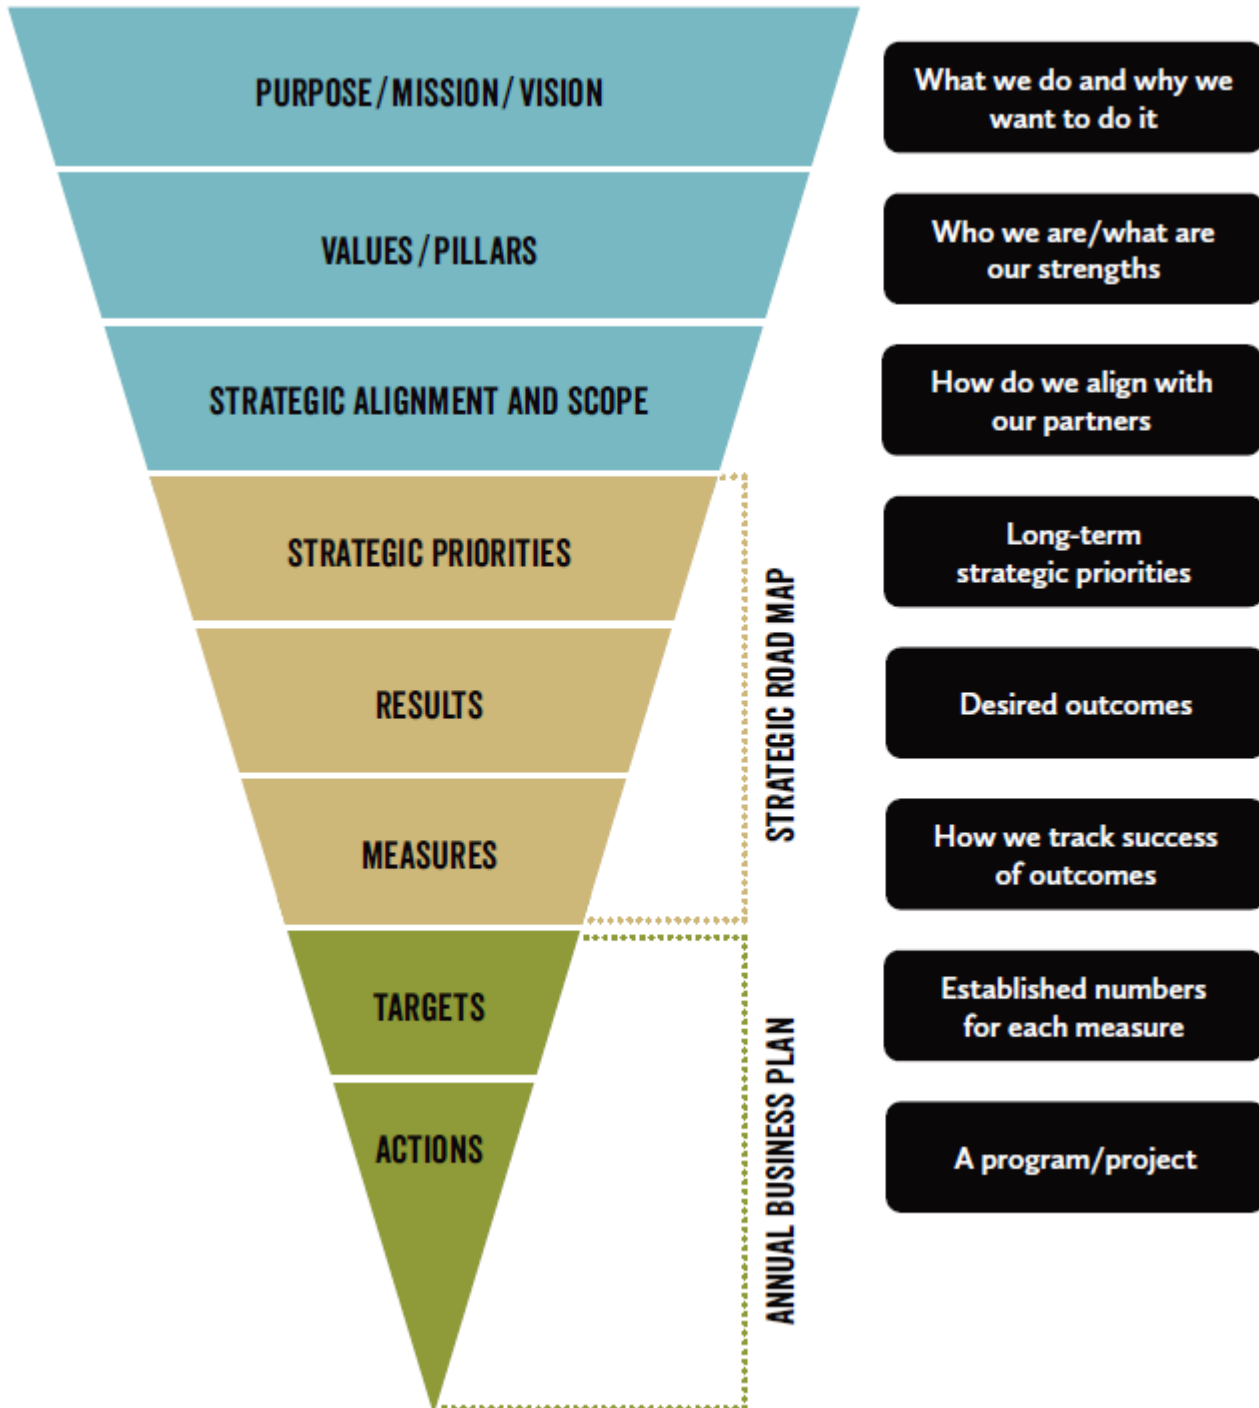 PURPOSE / MISSION / VISION
What we do and why we
want to do it
VALUES / PILLARS
Who we are/what are
our strengths
STRATEGIC ALIGNMENT AND SCOPE
How do we align with
our partners
STRATEGIC PRIORITIES
Long-term
strategic priorities
RESULTS
Desired outcomes
MEASURES
How we track success
of outcomes
STRATEGIC ROAD MAP
TARGETS
Established numbers
for each measure
ACTIONS
A program/project
ANNUAL BUSINESS PLAN